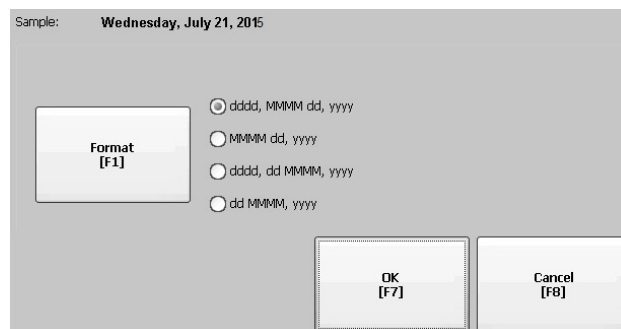 Sample: Wednesday, July 21, 2015
dddd, MMMM dd, yyyy
MMMM dd, yyyy
Format
[F1]
dddd, dd MMMM, yyyy
dd MMMM, yyyy
OK
[F7]
Cancel
[F8]